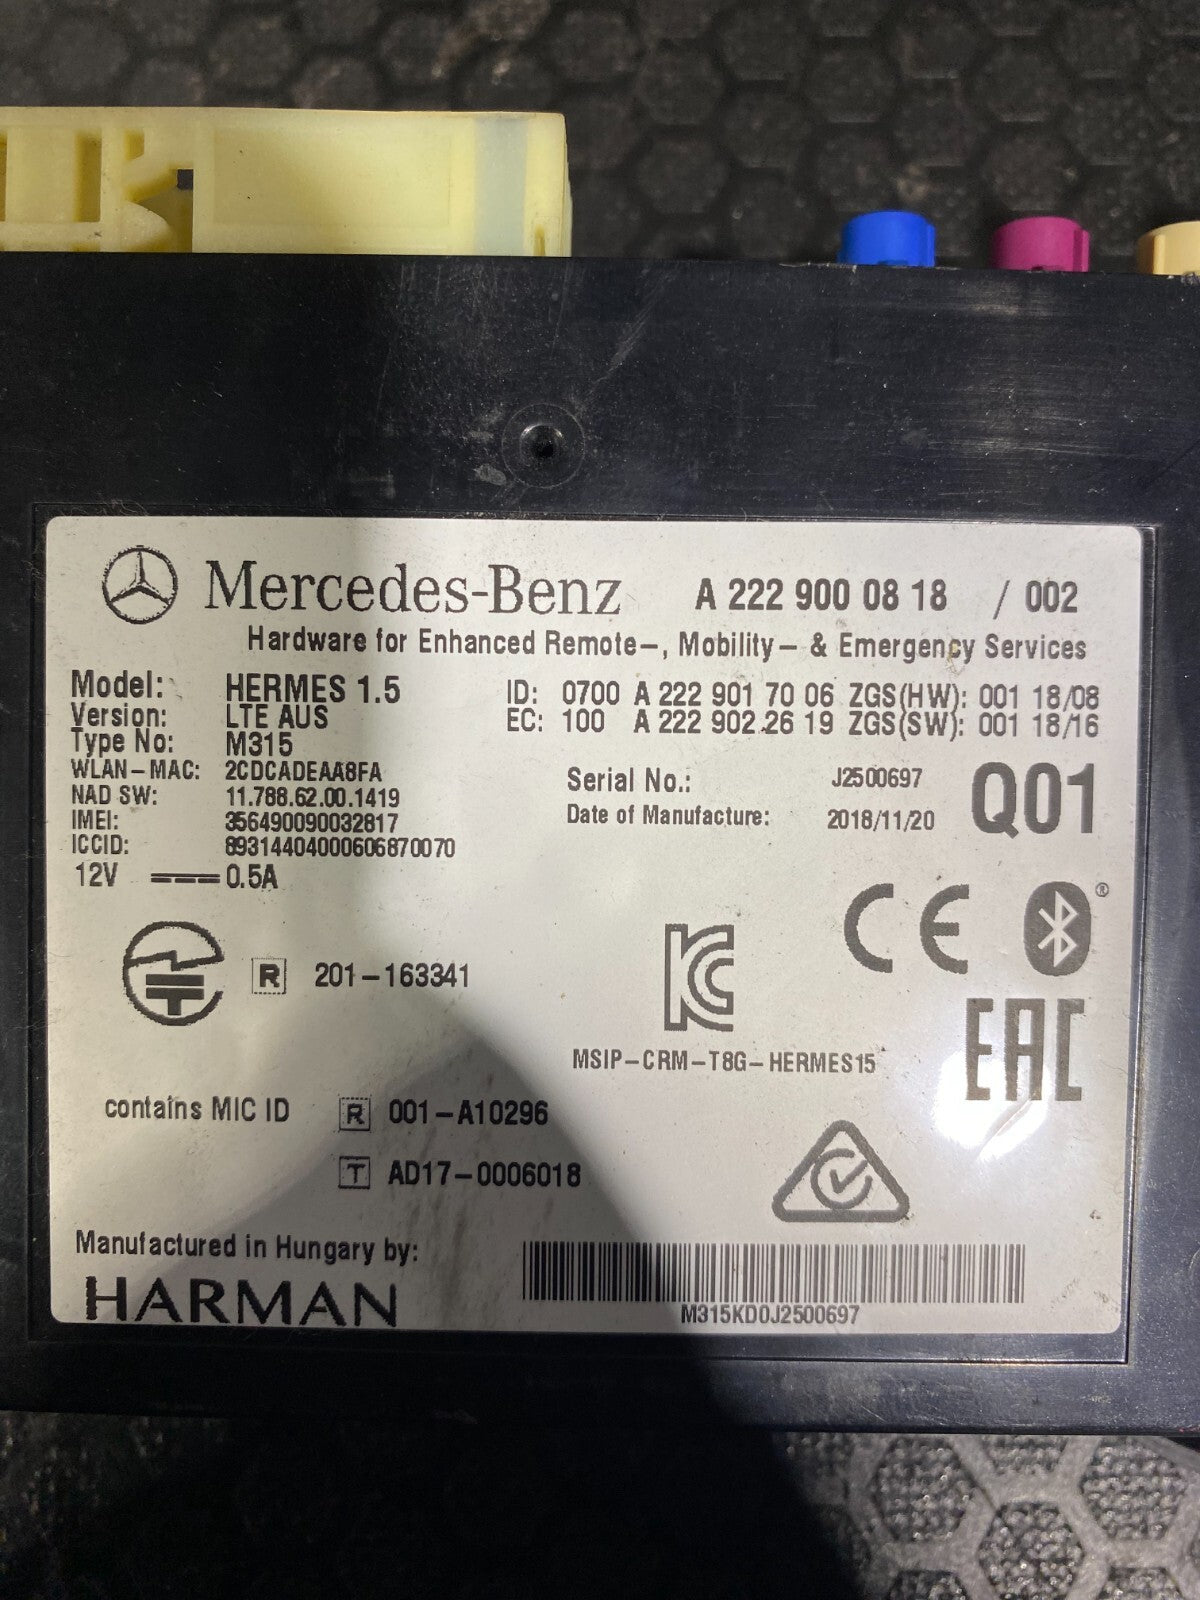 Mercedes-Benz A 222 900 08 18 / 002
Hardware for Enhanced Remote-, Mobility- & Emergency Services
Model: HERMES 1.5 ID: 0700 A 222 901 70 06 ZGS(HW): 001 18/08
Version: LTE AUS EC: 100 A 222 902 26 19 ZGS(SW): 001 18/16
Type No: M315
WLAN-MAC: 2CDCADEAA8FA Serial No.: J2500697 Q01
NAD SW: 11.788.62.00.1419 Date of Manufacture: 2018/11/20
IMEI: 356490090032817
ICCID: 89314404000606870070
12V 0.5A
CE ®
R 201-163341 KC
EAC
MSIP-CRM-T8G-HERMES15
contains MIC ID R 001-A10296
T AD17-0006018
Manufactured in Hungary by:
HARMAN
M315KD0J2500697